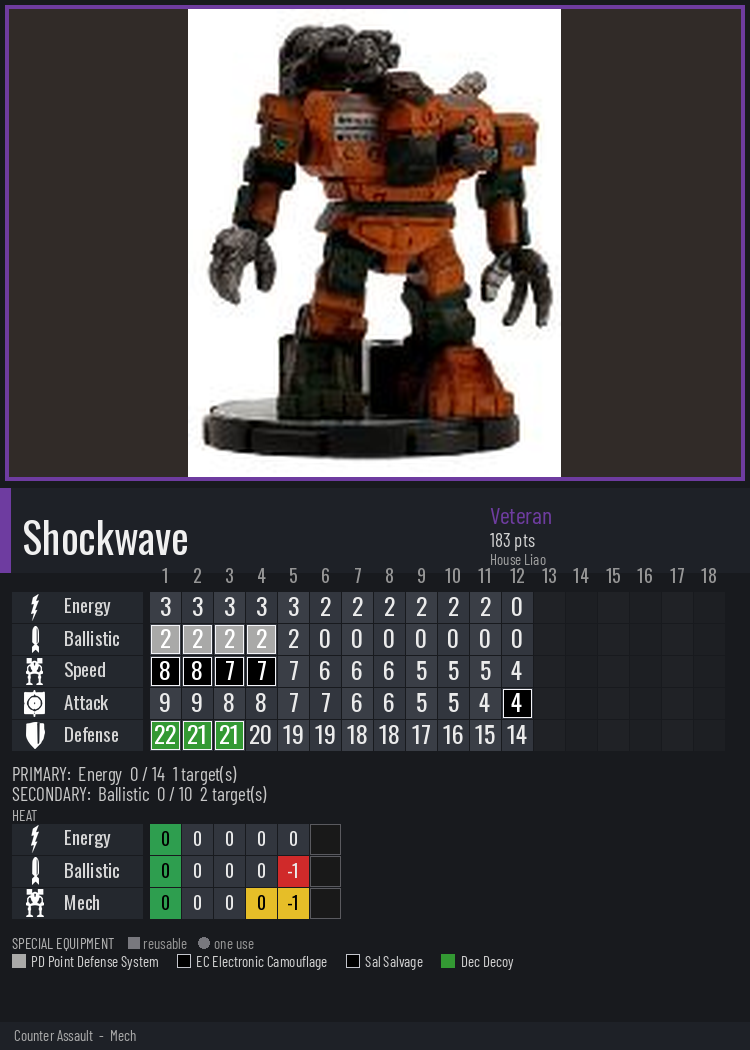 Shockwave
Veteran
183 pts
House Liao
1 2 3 4 5 6 7 8 9 10 11 12 13 14 15 16 17 18
Energy 3 3 3 3 3 2 2 2 2 2 2 0
Ballistic 2 2 2 2 2 0 0 0 0 0 0 0
Speed 8 8 7 7 7 6 6 6 5 5 5 4
Attack 9 9 8 8 7 7 6 6 5 5 4 4
Defense 22 21 21 20 19 19 18 18 17 16 15 14
PRIMARY: Energy 0 / 14 1 target(s)
SECONDARY: Ballistic 0 / 10 2 target(s)
HEAT
Energy 0 0 0 0 0
Ballistic 0 0 0 0 -1
Mech 0 0 0 0 -1
SPECIAL EQUIPMENT reusable one use
PD Point Defense System EC Electronic Camouflage Sal Salvage Dec Decoy
Counter Assault - Mech